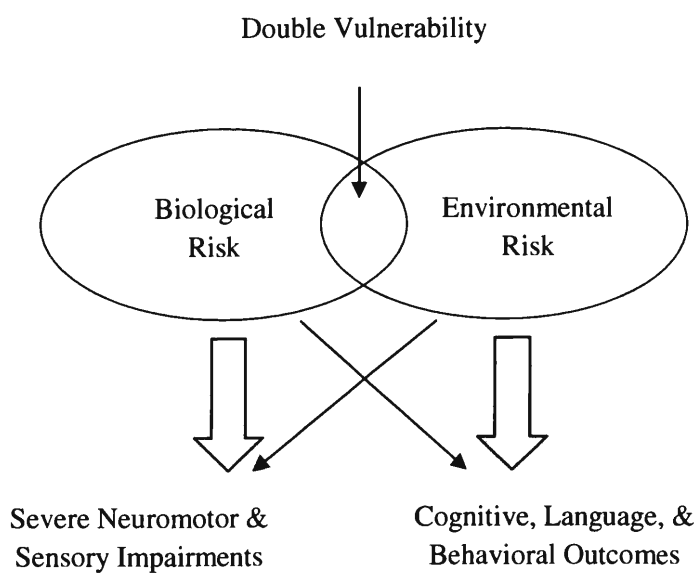 Double Vulnerability
Biological
Risk
Environmental
Risk
Severe Neuromotor &
Sensory Impairments
Cognitive, Language, &
Behavioral Outcomes